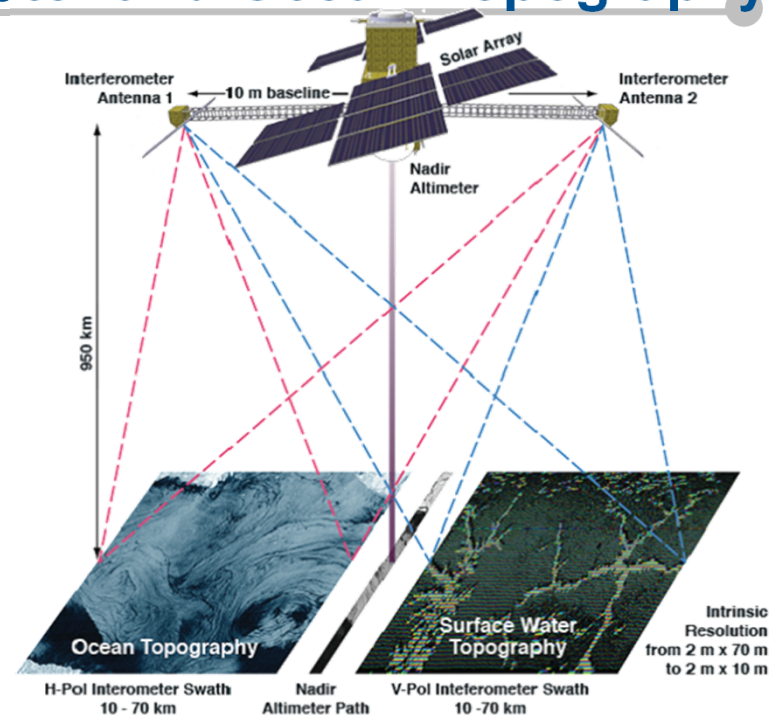 Topography
Solar Array
Interferometer
Antenna 1
10 m baseline
Interferometer
Antenna 2
Nadir
Altimeter
950 km
Ocean Topography
Surface Water
Topography
Intrinsic
Resolution
from 2 m x 70 m
to 2 m x 10 m
H-Pol Interometer Swath
10 - 70 km
Nadir
Altimeter Path
V-Pol Inteferometer Swath
10 -70 km